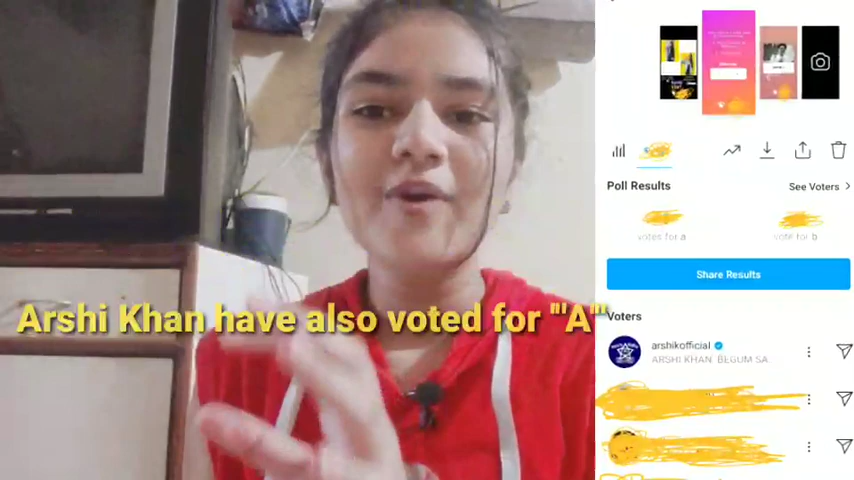 Arshi Khan have also voted for "'A'"
Poll Results
See Voters
votes for a
vote for b
Share Results
Voters
arshikofficial
ARSHI KHAN, BEGUM SA..